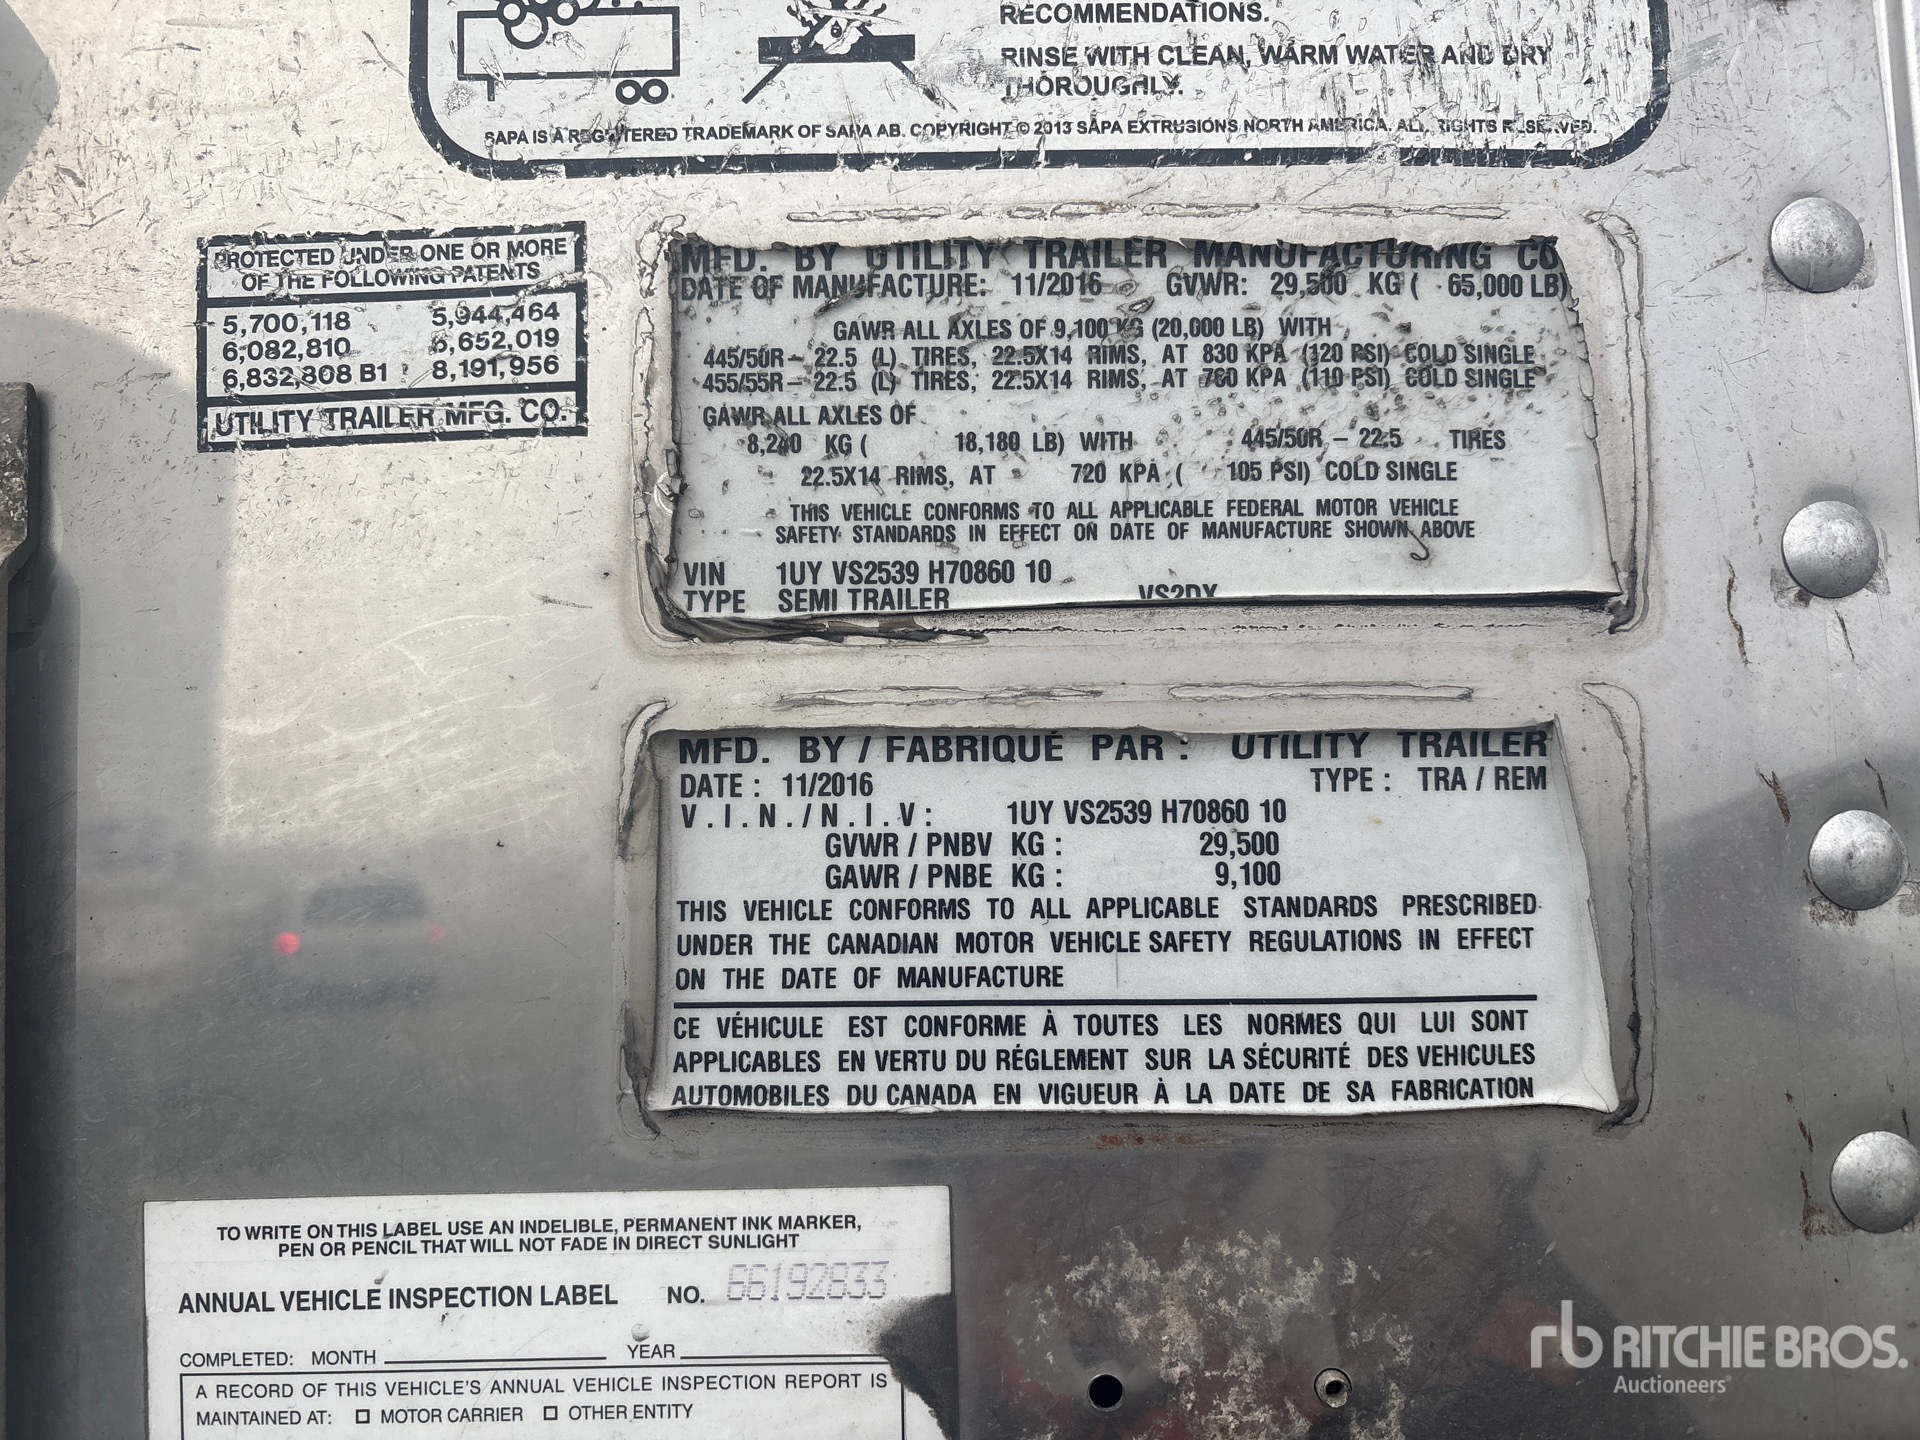 RECOMMENDATIONS.
RINSE WITH CLEAN, WARM WATER AND DRY
THOROUGHLY.
SAPA IS A REGISTERED TRADEMARK OF SAPA AB. COPYRIGHT © 2013 SAPA EXTRUSIONS NORTH AMERICA. ALL RIGHTS RESERVED.
PROTECTED UNDER ONE OR MORE
OF THE FOLLOWING PATENTS
5,700,118 5,944,464
6,082,810 6,652,019
6,832,808 B1 8,191,956
UTILITY TRAILER MFG. CO.
MFD. BY UTILITY TRAILER MANUFACTURING CO
DATE OF MANUFACTURE: 11/2016 GVWR: 29,500 KG ( 65,000 LB)
GAWR ALL AXLES OF 9,100 KG (20,000 LB) WITH
445/50R – 22.5 (L) TIRES, 22.5X14 RIMS, AT 830 KPA (120 PSI) COLD SINGLE
455/55R – 22.5 (L) TIRES, 22.5X14 RIMS, AT 760 KPA (110 PSI) COLD SINGLE
GAWR ALL AXLES OF
8,240 KG ( 18,180 LB) WITH 445/50R – 22.5 TIRES
22.5X14 RIMS, AT 720 KPA ( 105 PSI) COLD SINGLE
THIS VEHICLE CONFORMS TO ALL APPLICABLE FEDERAL MOTOR VEHICLE
SAFETY STANDARDS IN EFFECT ON DATE OF MANUFACTURE SHOWN ABOVE
VIN 1UY VS2539 H70860 10
TYPE SEMI TRAILER VS2DX
MFD. BY / FABRIQUÉ PAR : UTILITY TRAILER
DATE : 11/2016 TYPE : TRA / REM
V.I.N./N.I.V: 1UY VS2539 H70860 10
GVWR / PNBV KG : 29,500
GAWR / PNBE KG : 9,100
THIS VEHICLE CONFORMS TO ALL APPLICABLE STANDARDS PRESCRIBED
UNDER THE CANADIAN MOTOR VEHICLE SAFETY REGULATIONS IN EFFECT
ON THE DATE OF MANUFACTURE
CE VÉHICULE EST CONFORME À TOUTES LES NORMES QUI LUI SONT
APPLICABLES EN VERTU DU RÉGLEMENT SUR LA SÉCURITÉ DES VEHICULES
AUTOMOBILES DU CANADA EN VIGUEUR À LA DATE DE SA FABRICATION
TO WRITE ON THIS LABEL USE AN INDELIBLE, PERMANENT INK MARKER,
PEN OR PENCIL THAT WILL NOT FADE IN DIRECT SUNLIGHT
ANNUAL VEHICLE INSPECTION LABEL NO. 66192833
COMPLETED: MONTH YEAR
A RECORD OF THIS VEHICLE'S ANNUAL VEHICLE INSPECTION REPORT IS
MAINTAINED AT: MOTOR CARRIER OTHER ENTITY
rb RITCHIE BROS.
Auctioneers